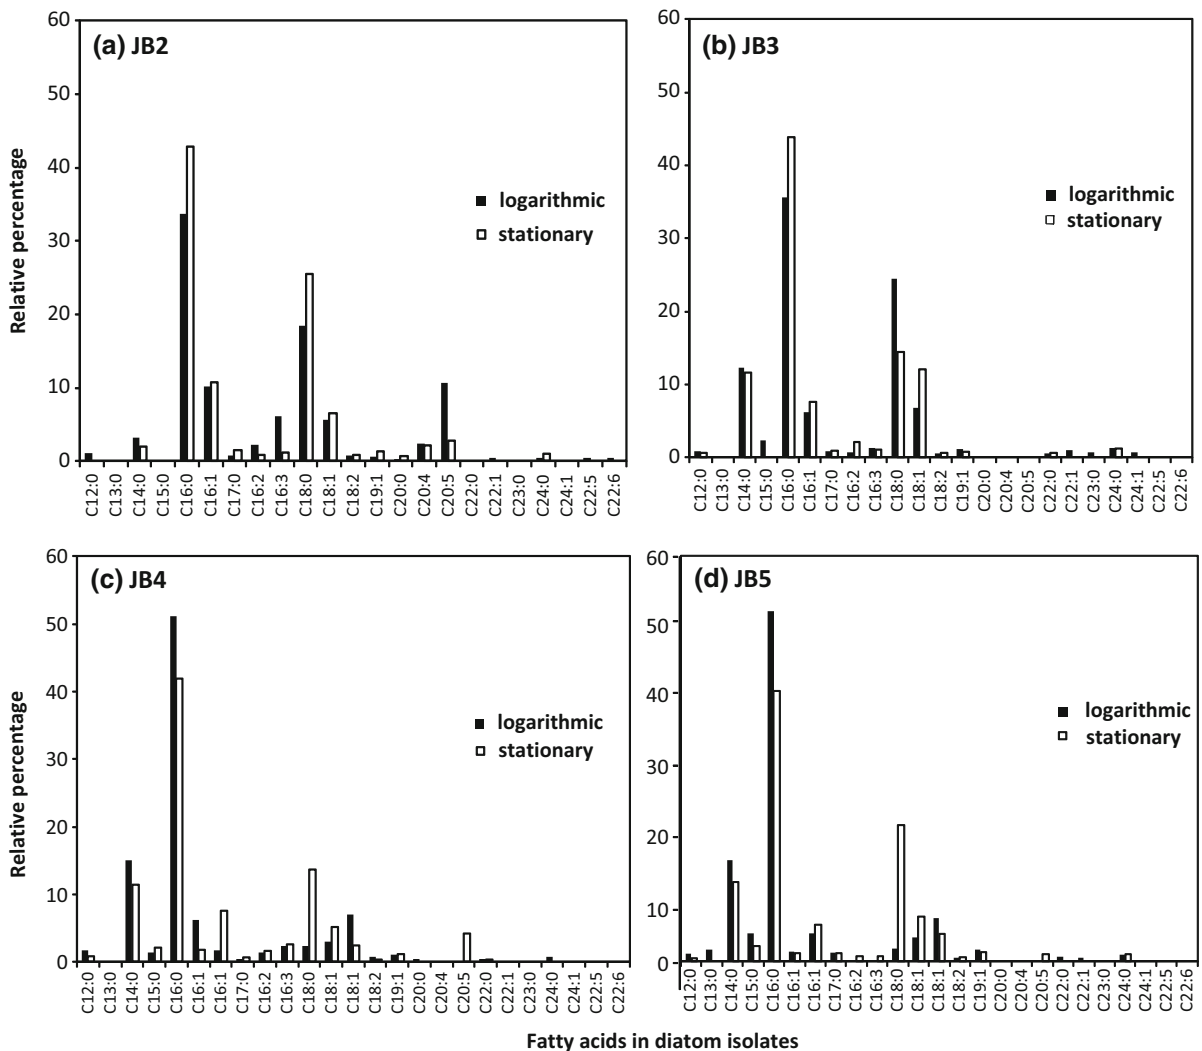 (a) JB2
60
50
40
30
20
10
0
Relative percentage
logarithmic
stationary
C12:0
C13:0
C14:0
C15:0
C16:0
C16:1
C17:0
C16:2
C16:3
C18:0
C18:1
C18:2
C19:1
C20:0
C20:4
C20:5
C22:0
C22:1
C23:0
C24:0
C24:1
C22:5
C22:6
(b) JB3
60
50
40
30
20
10
0
logarithmic
stationary
C12:0
C13:0
C14:0
C15:0
C16:0
C16:1
C17:0
C16:2
C16:3
C18:0
C18:1
C18:2
C19:1
C20:0
C20:4
C20:5
C22:0
C22:1
C23:0
C24:0
C24:1
C22:5
C22:6
(c) JB4
60
50
40
30
20
10
0
Relative percentage
logarithmic
stationary
C12:0
C13:0
C14:0
C15:0
C16:0
C16:1
C16:1
C17:0
C16:2
C16:3
C18:0
C18:1
C18:1
C18:2
C19:1
C20:0
C20:4
C20:5
C22:0
C22:1
C23:0
C24:0
C24:1
C22:5
C22:6
(d) JB5
60
50
40
30
20
10
0
logarithmic
stationary
C12:0
C13:0
C14:0
C15:0
C16:0
C16:1
C16:1
C17:0
C16:2
C16:3
C18:0
C18:1
C18:1
C18:2
C19:1
C20:0
C20:4
C20:5
C22:0
C22:1
C23:0
C24:0
C24:1
C22:5
C22:6
Fatty acids in diatom isolates